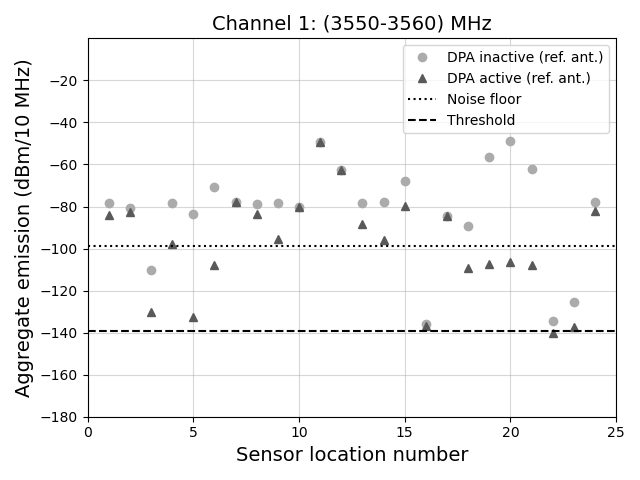 Channel 1: (3550-3560) MHz
DPA inactive (ref. ant.)
DPA active (ref. ant.)
Noise floor
Threshold
Aggregate emission (dBm/10 MHz)
−20
−40
−60
−80
−100
−120
−140
−160
−180
0 5 10 15 20 25
Sensor location number